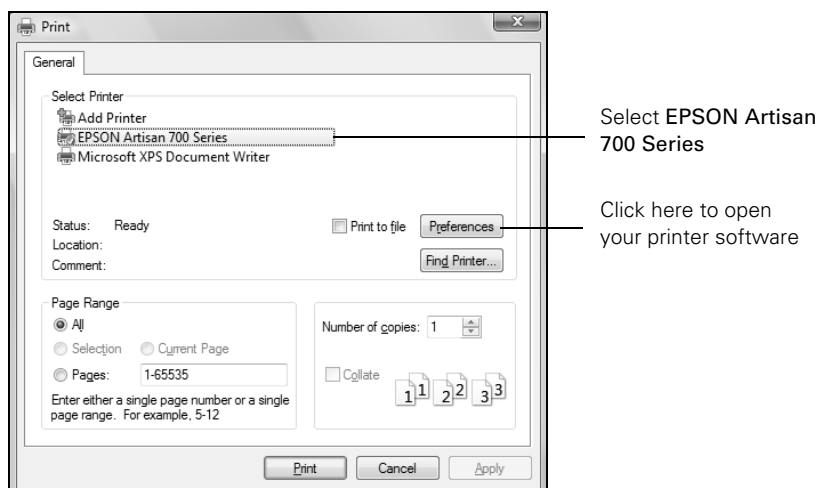 Print
x
General
Select Printer
Add Printer
EPSON Artisan 700 Series
Microsoft XPS Document Writer
Status: Ready
Location:
Comment:
Print to file
Preferences
Find Printer...
Page Range
All
Selection
Current Page
Pages: 1-65535
Enter either a single page number or a single
page range. For example, 5-12
Number of copies: 1
Collate
1 1 2 2 3 3
Print
Cancel
Apply
Select EPSON Artisan
700 Series
Click here to open
your printer software